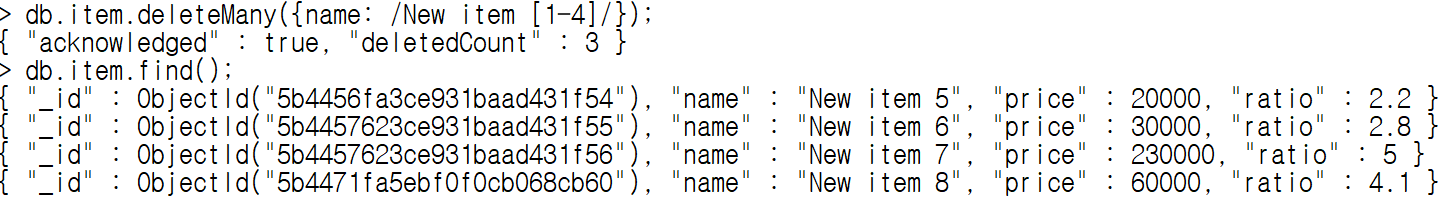 > db.item.deleteMany({name: /New item [1-4]/});
{ "acknowledged" : true, "deletedCount" : 3 }
> db.item.find();
{ "_id" : ObjectId("5b4456fa3ce931baad431f54"), "name" : "New item 5", "price" : 20000, "ratio" : 2.2 }
{ "_id" : ObjectId("5b4457623ce931baad431f55"), "name" : "New item 6", "price" : 30000, "ratio" : 2.8 }
{ "_id" : ObjectId("5b4457623ce931baad431f56"), "name" : "New item 7", "price" : 230000, "ratio" : 5 }
{ "_id" : ObjectId("5b4471fa5ebf0f0cb068cb60"), "name" : "New item 8", "price" : 60000, "ratio" : 4.1 }